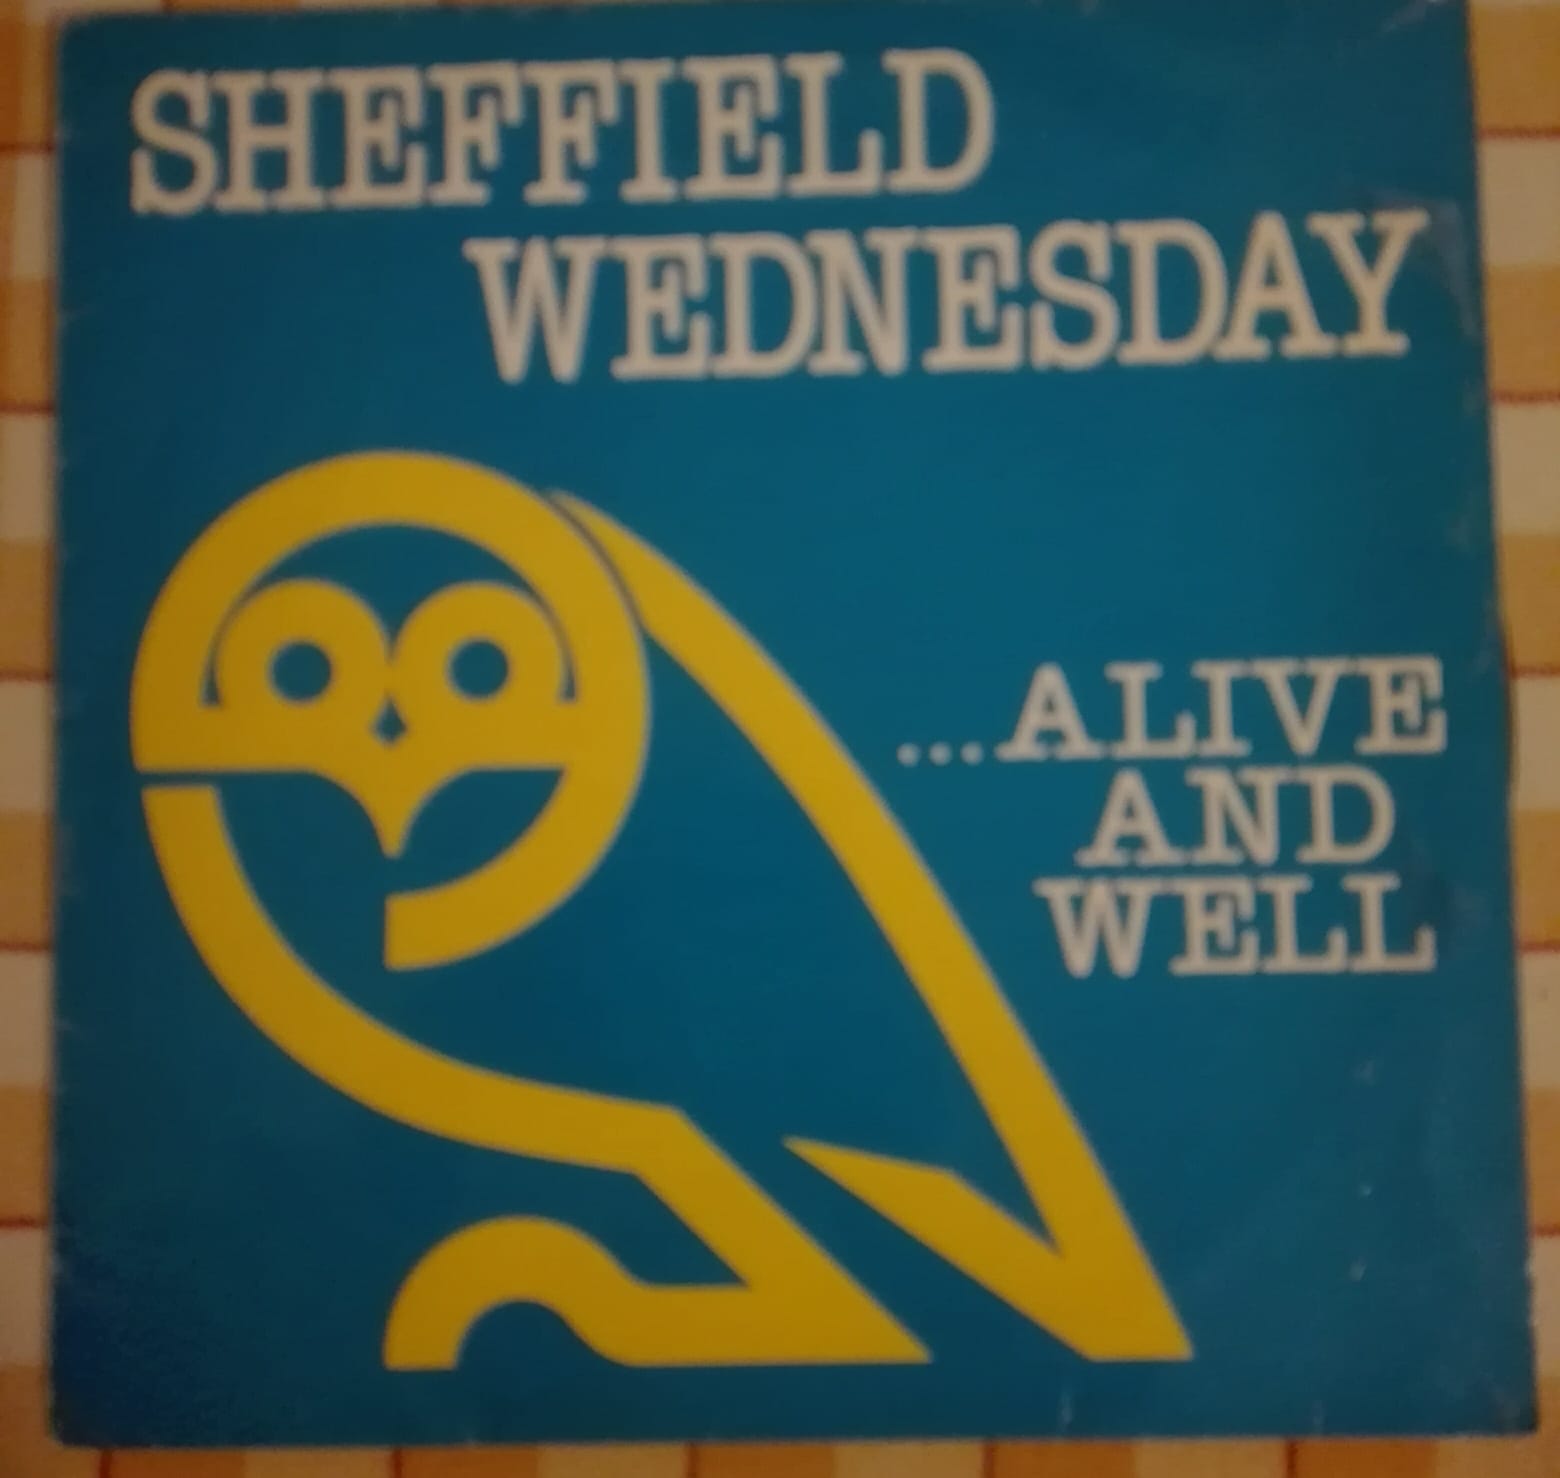 SHEFFIELD
WEDNESDAY
...ALIVE
AND
WELL